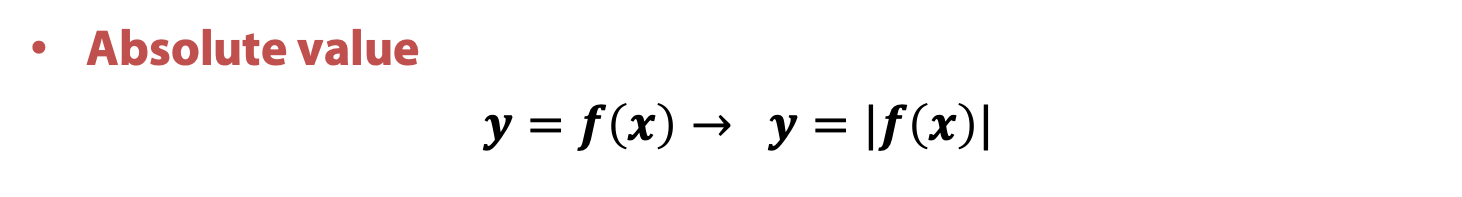 • Absolute value
y = f(x) → y = |f(x)|